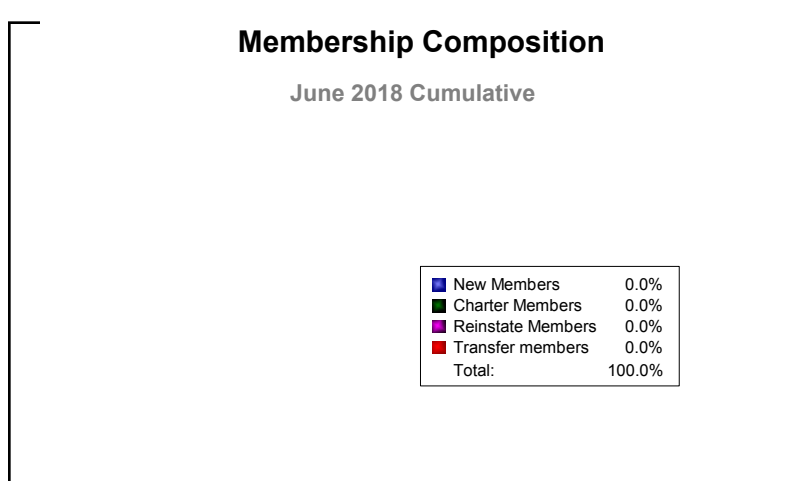 Membership Composition
June 2018 Cumulative
New Members 0.0%
Charter Members 0.0%
Reinstate Members 0.0%
Transfer members 0.0%
Total: 100.0%